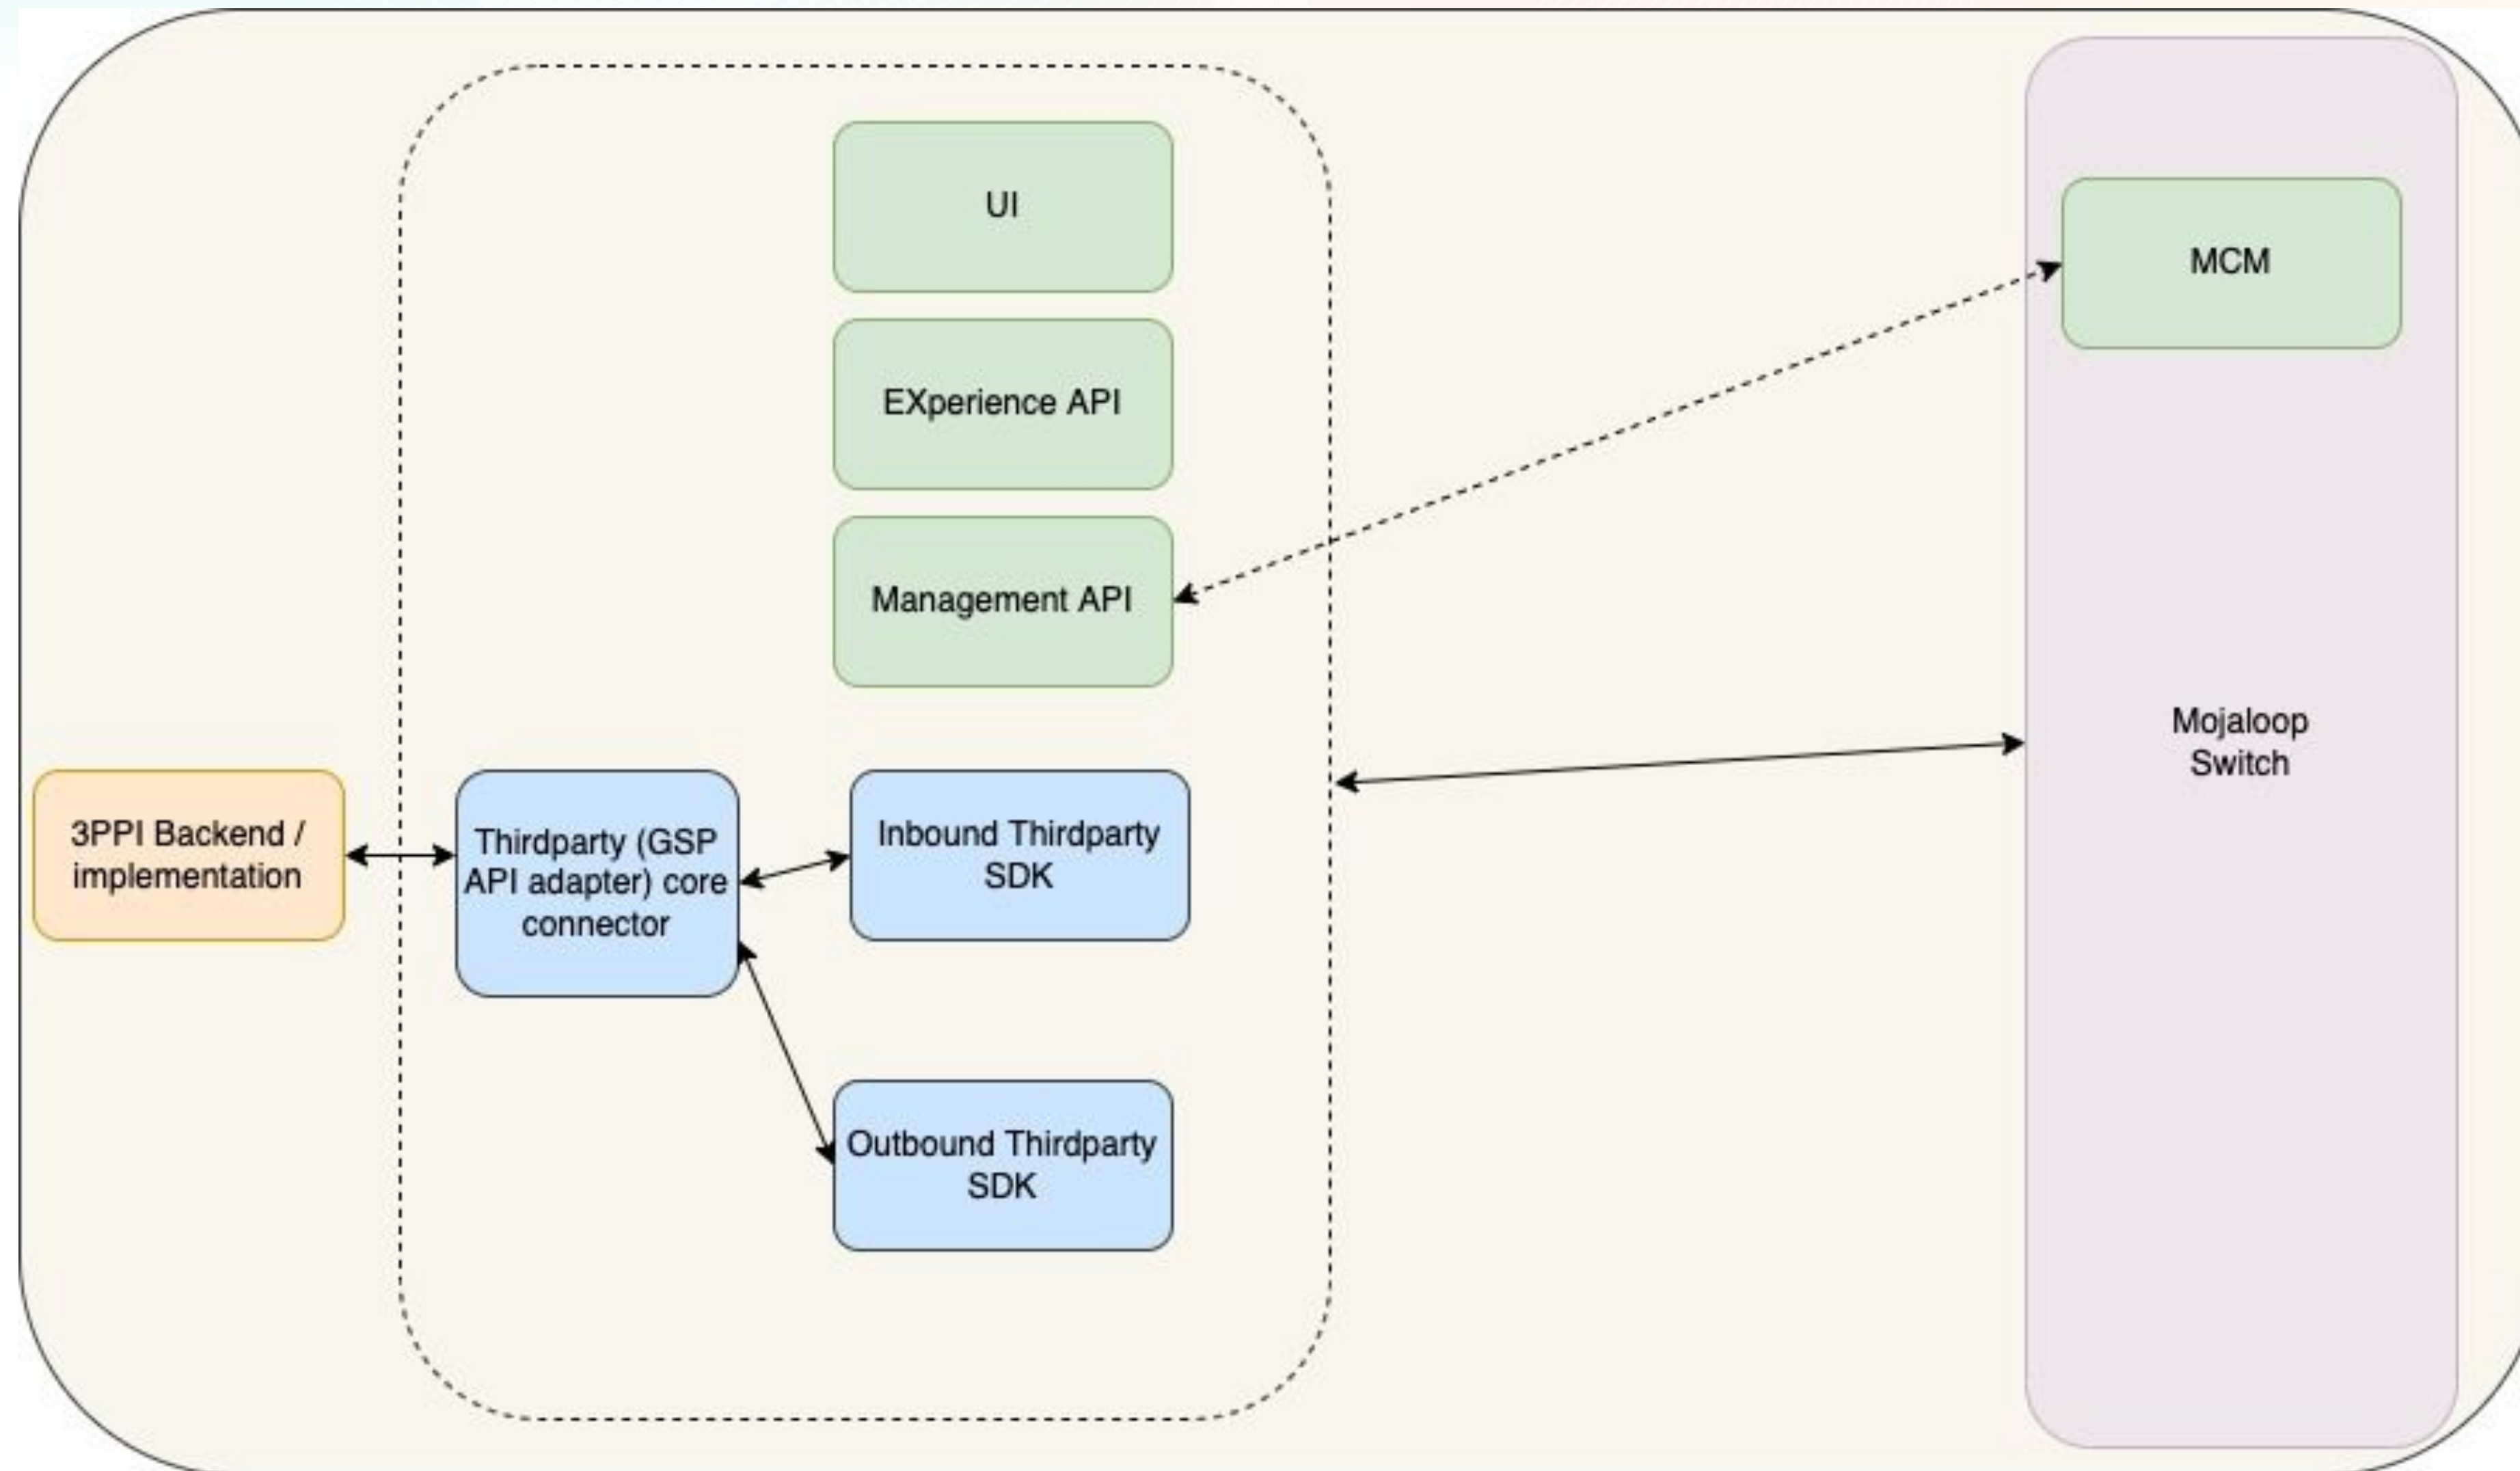 UI
MCM
EXperience API
Management API
Mojaloop
Switch
3PPI Backend /
implementation
Thirdparty (GSP
API adapter) core
connector
Inbound Thirdparty
SDK
Outbound Thirdparty
SDK